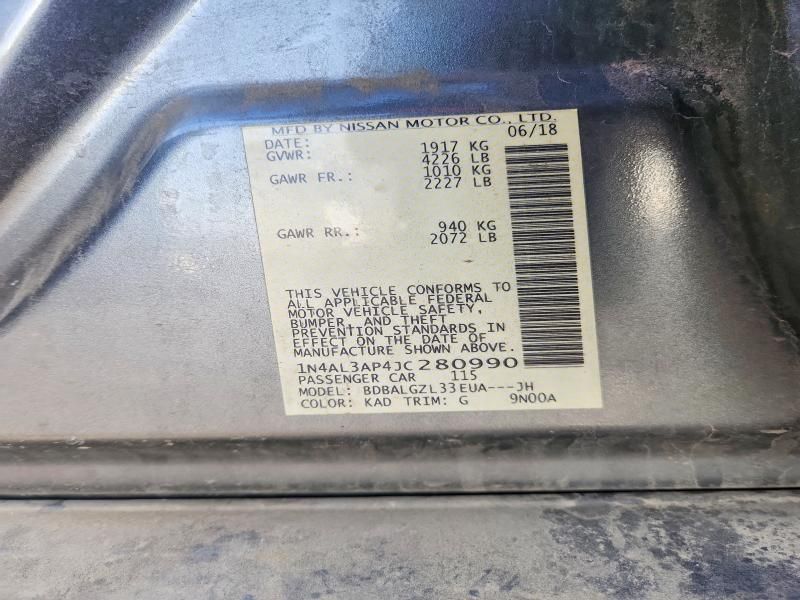 MFD BY NISSAN MOTOR CO., LTD.
DATE: 06/18
GVWR: 1917 KG
4226 LB
GAWR FR.: 1010 KG
2227 LB
GAWR RR.: 940 KG
2072 LB
THIS VEHICLE CONFORMS TO
ALL APPLICABLE FEDERAL
MOTOR VEHICLE SAFETY,
BUMPER, AND THEFT
PREVENTION STANDARDS IN
EFFECT ON THE DATE OF
MANUFACTURE SHOWN ABOVE.
1N4AL3AP4JC280990
PASSENGER CAR 115
MODEL: BDBALGZL33EUA---JH
COLOR: KAD TRIM: G 9N00A